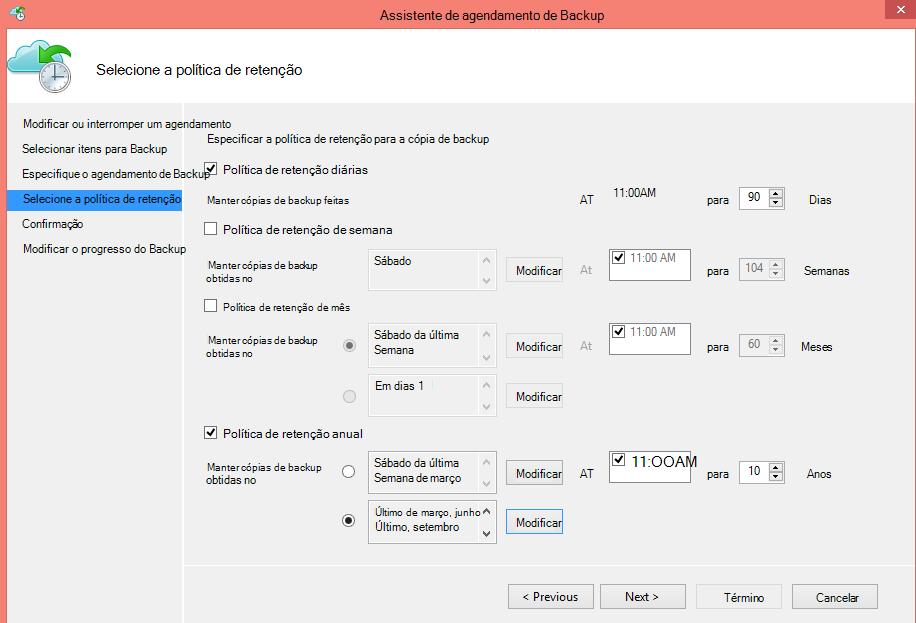 Assistente de agendamento de Backup
Selecione a política de retenção
Modificar ou interromper um agendamento
Selecionar itens para Backup
Especifique o agendamento de Backup
Selecione a política de retenção
Confirmação
Modificar o progresso do Backup
Especificar a política de retenção para a cópia de backup
Política de retenção diárias
Manter cópias de backup feitas AT 11:00AM para 90 Dias
Política de retenção de semana
Manter cópias de backup
obtidas no
Sábado
Modificar At 11:00 AM para 104 Semanas
Política de retenção de mês
Manter cópias de backup
obtidas no
Sábado da última
Semana
Modificar At 11:00 AM para 60 Meses
Em dias 1
Modificar
Política de retenção anual
Manter cópias de backup
obtidas no
Sábado da última
Semana de março
Modificar AT 11:OOAM para 10 Anos
Último de março, junho
Último, setembro
Modificar
< Previous Next > Término Cancelar